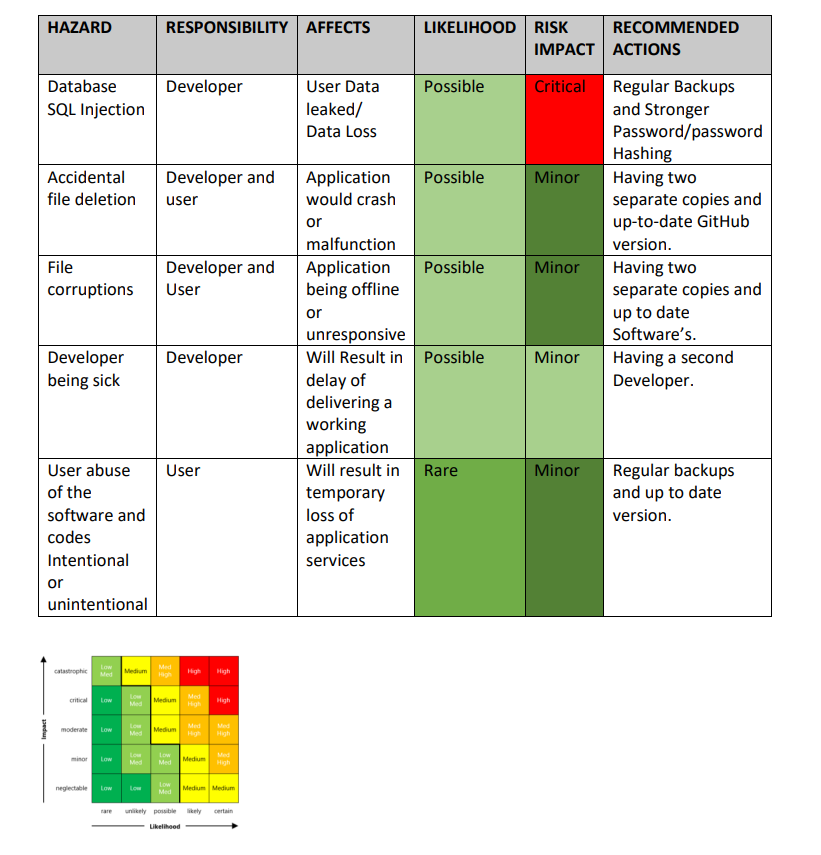 HAZARD RESPONSIBILITY AFFECTS LIKELIHOOD RISK IMPACT RECOMMENDED ACTIONS
Database
SQL Injection
Developer
User Data
leaked/
Data Loss
Possible
Critical
Regular Backups
and Stronger
Password/password
Hashing
Accidental
file deletion
Developer and
user
Application
would crash
or
malfunction
Possible
Minor
Having two
separate copies and
up-to-date GitHub
version.
File
corruptions
Developer and
User
Application
being offline
or
unresponsive
Possible
Minor
Having two
separate copies and
up to date
Software’s.
Developer
being sick
Developer
Will Result in
delay of
delivering a
working
application
Possible
Minor
Having a second
Developer.
User abuse
of the
software and
codes
Intentional
or
unintentional
User
Will result in
temporary
loss of
application
services
Rare
Minor
Regular backups
and up to date
version.
Impact
catastrophic Low Med Medium Med High High High
critical Low Low Med Medium Med High High
moderate Low Low Med Medium Med High Med High
minor Low Low Med Low Med Medium Med High
neglectable Low Low Low Med Medium Medium
rare unlikely possible likely certain
Likelihood